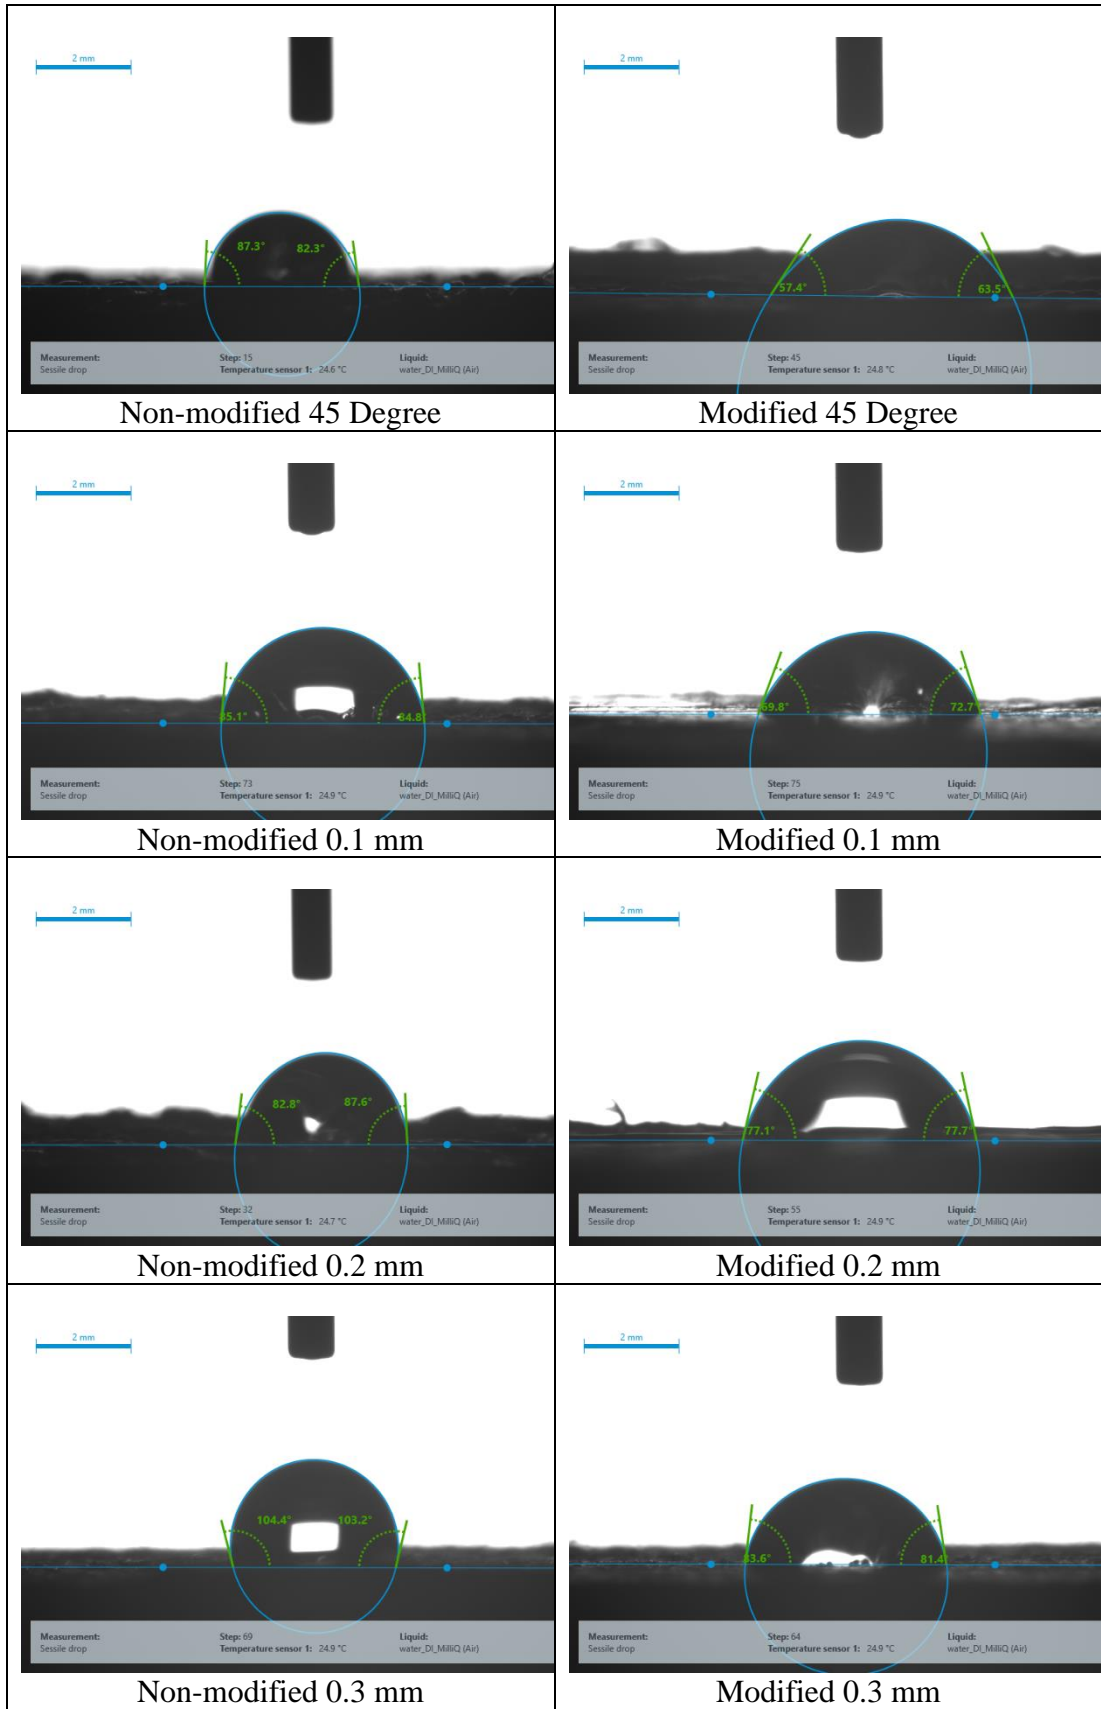 2 mm
87.3°
82.3°
Measurement:
Sessile drop
Step: 15
Temperature sensor 1: 24.6 °C
Liquid:
water_DI_MilliQ (Air)
Non-modified 45 Degree
2 mm
57.4°
63.5°
Measurement:
Sessile drop
Step: 45
Temperature sensor 1: 24.8 °C
Liquid:
water_DI_MilliQ (Air)
Modified 45 Degree
2 mm
85.1°
84.8°
Measurement:
Sessile drop
Step: 73
Temperature sensor 1: 24.9 °C
Liquid:
water_DI_MilliQ (Air)
Non-modified 0.1 mm
2 mm
69.8°
72.7°
Measurement:
Sessile drop
Step: 75
Temperature sensor 1: 24.9 °C
Liquid:
water_DI_MilliQ (Air)
Modified 0.1 mm
2 mm
82.8°
87.6°
Measurement:
Sessile drop
Step: 32
Temperature sensor 1: 24.7 °C
Liquid:
water_DI_MilliQ (Air)
Non-modified 0.2 mm
2 mm
77.1°
77.7°
Measurement:
Sessile drop
Step: 55
Temperature sensor 1: 24.9 °C
Liquid:
water_DI_MilliQ (Air)
Modified 0.2 mm
2 mm
104.4°
103.2°
Measurement:
Sessile drop
Step: 69
Temperature sensor 1: 24.9 °C
Liquid:
water_DI_MilliQ (Air)
Non-modified 0.3 mm
2 mm
83.6°
81.4°
Measurement:
Sessile drop
Step: 64
Temperature sensor 1: 24.9 °C
Liquid:
water_DI_MilliQ (Air)
Modified 0.3 mm